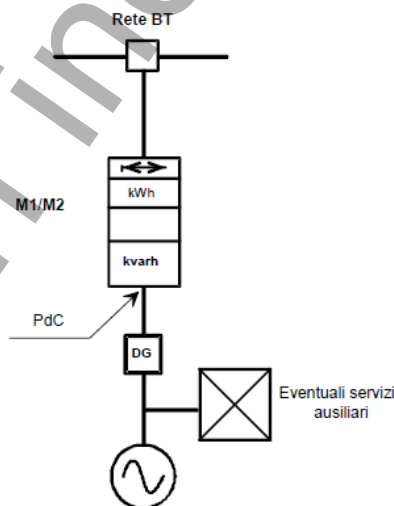 Rete BT
kWh
M1/M2
kvarh
PdC
DG
Eventuali servizi
ausiliari